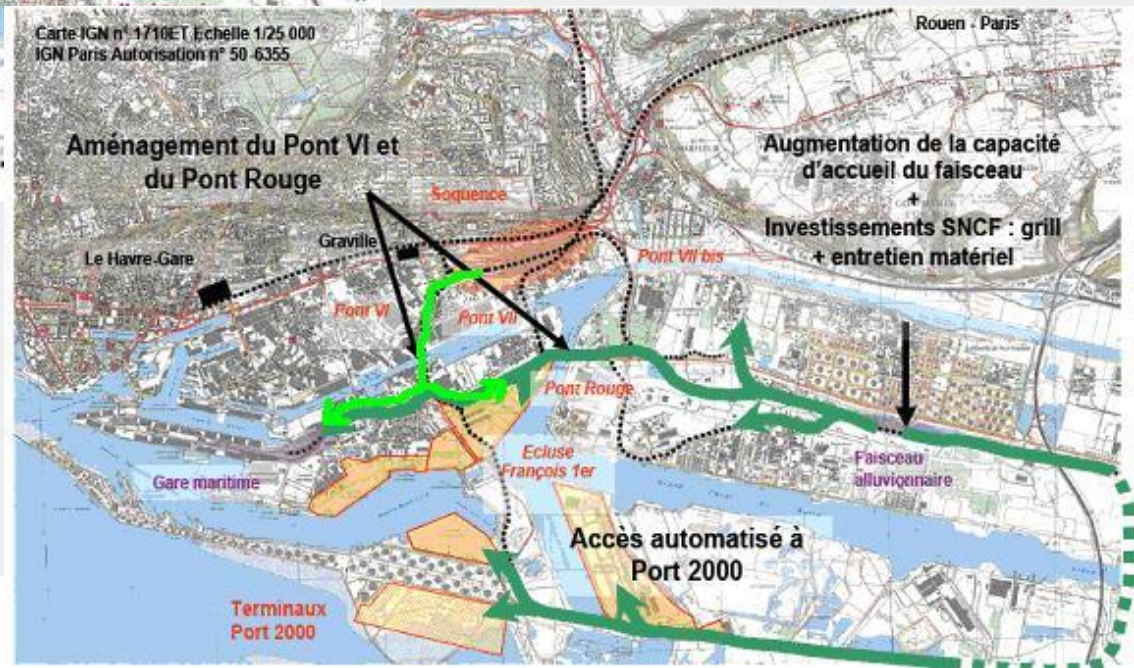 Carte IGN n° 1710ET Echelle 1/25 000
IGN Paris Autorisation n° 50-6355
Rouen - Paris
Aménagement du Pont VI et
du Pont Rouge
Augmentation de la capacité
d'accueil du faisceau
+
Investissements SNCF : grill
+ entretien matériel
Soquence
Graville
Le Havre-Gare
Pont VII bis
Pont VI
Pont VII
Pont Rouge
Ecluse
François 1er
Gare maritime
Faisceau
alluvionnaire
Accès automatisé à
Port 2000
Terminaux
Port 2000